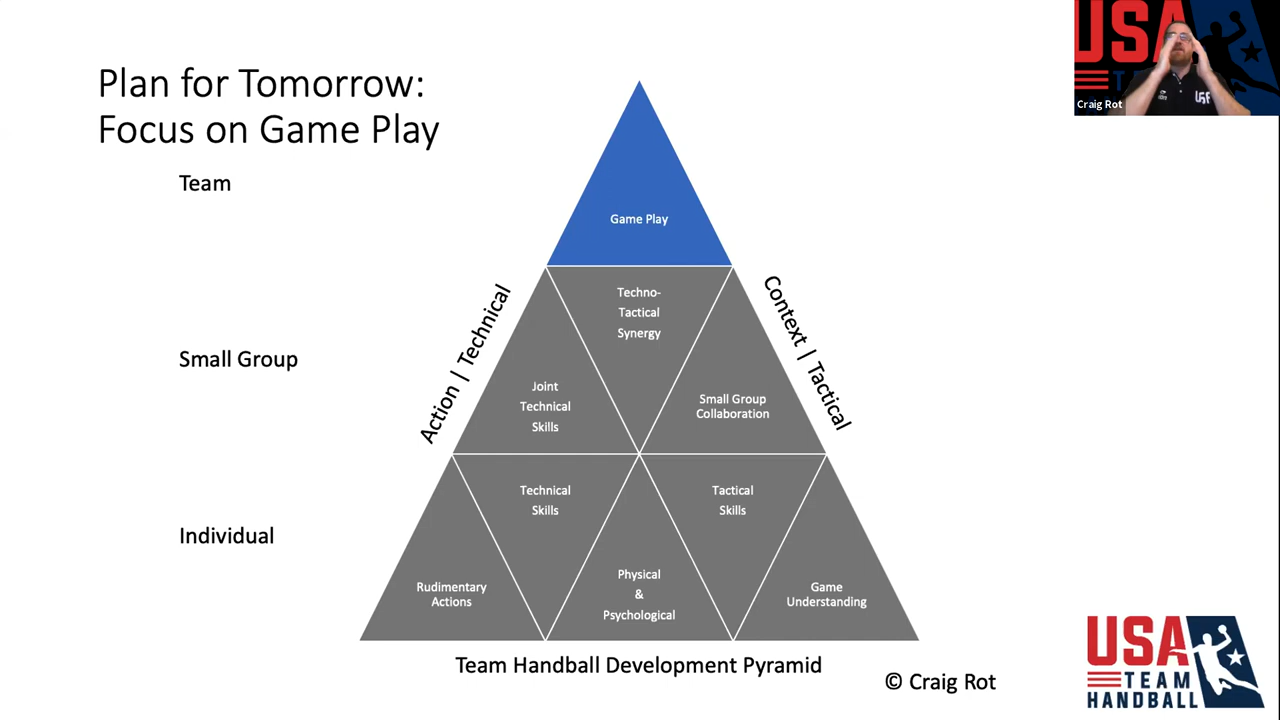 Plan for Tomorrow:
Focus on Game Play
Team
Small Group
Individual
Game Play
Action | Technical
Context | Tactical
Techno-
Tactical
Synergy
Joint
Technical
Skills
Small Group
Collaboration
Technical
Skills
Tactical
Skills
Rudimentary
Actions
Physical
&
Psychological
Game
Understanding
Team Handball Development Pyramid
© Craig Rot
USA
Craig Rot
USA
TEAM
HANDBALL